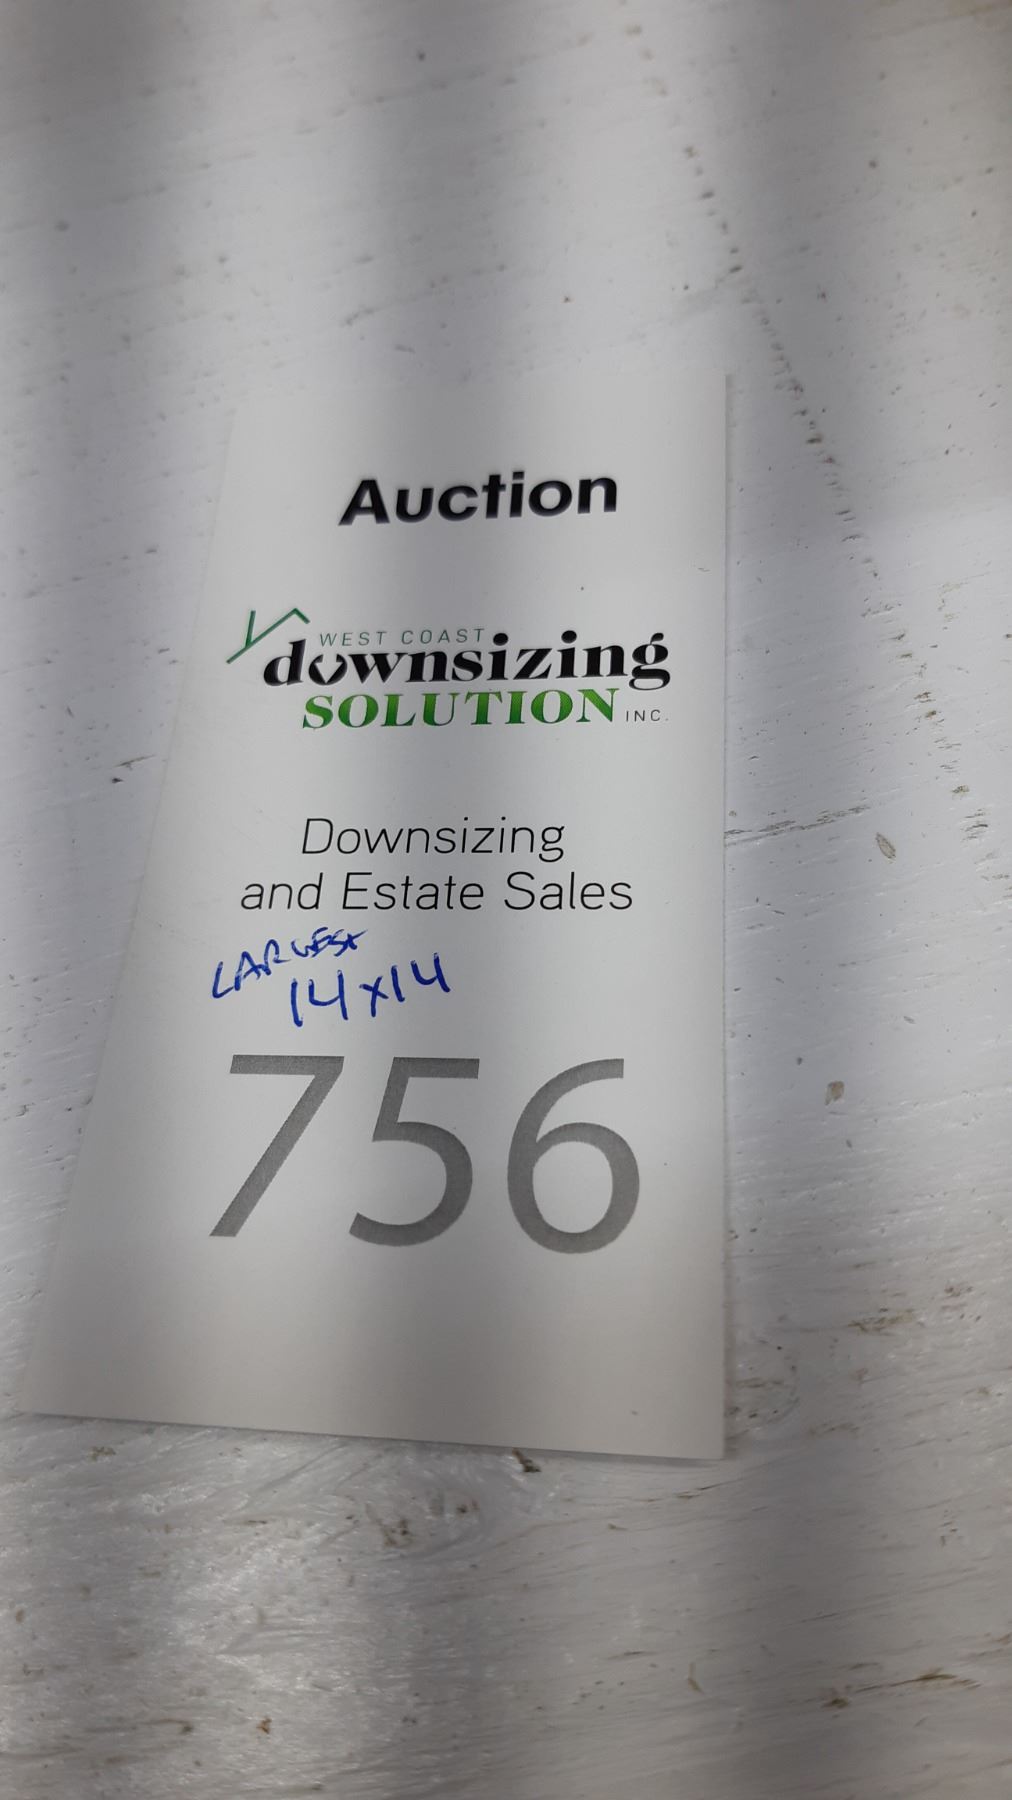 Auction
WEST COAST
downsizing
SOLUTION INC.
Downsizing
and Estate Sales
LARGEST
14x14
756